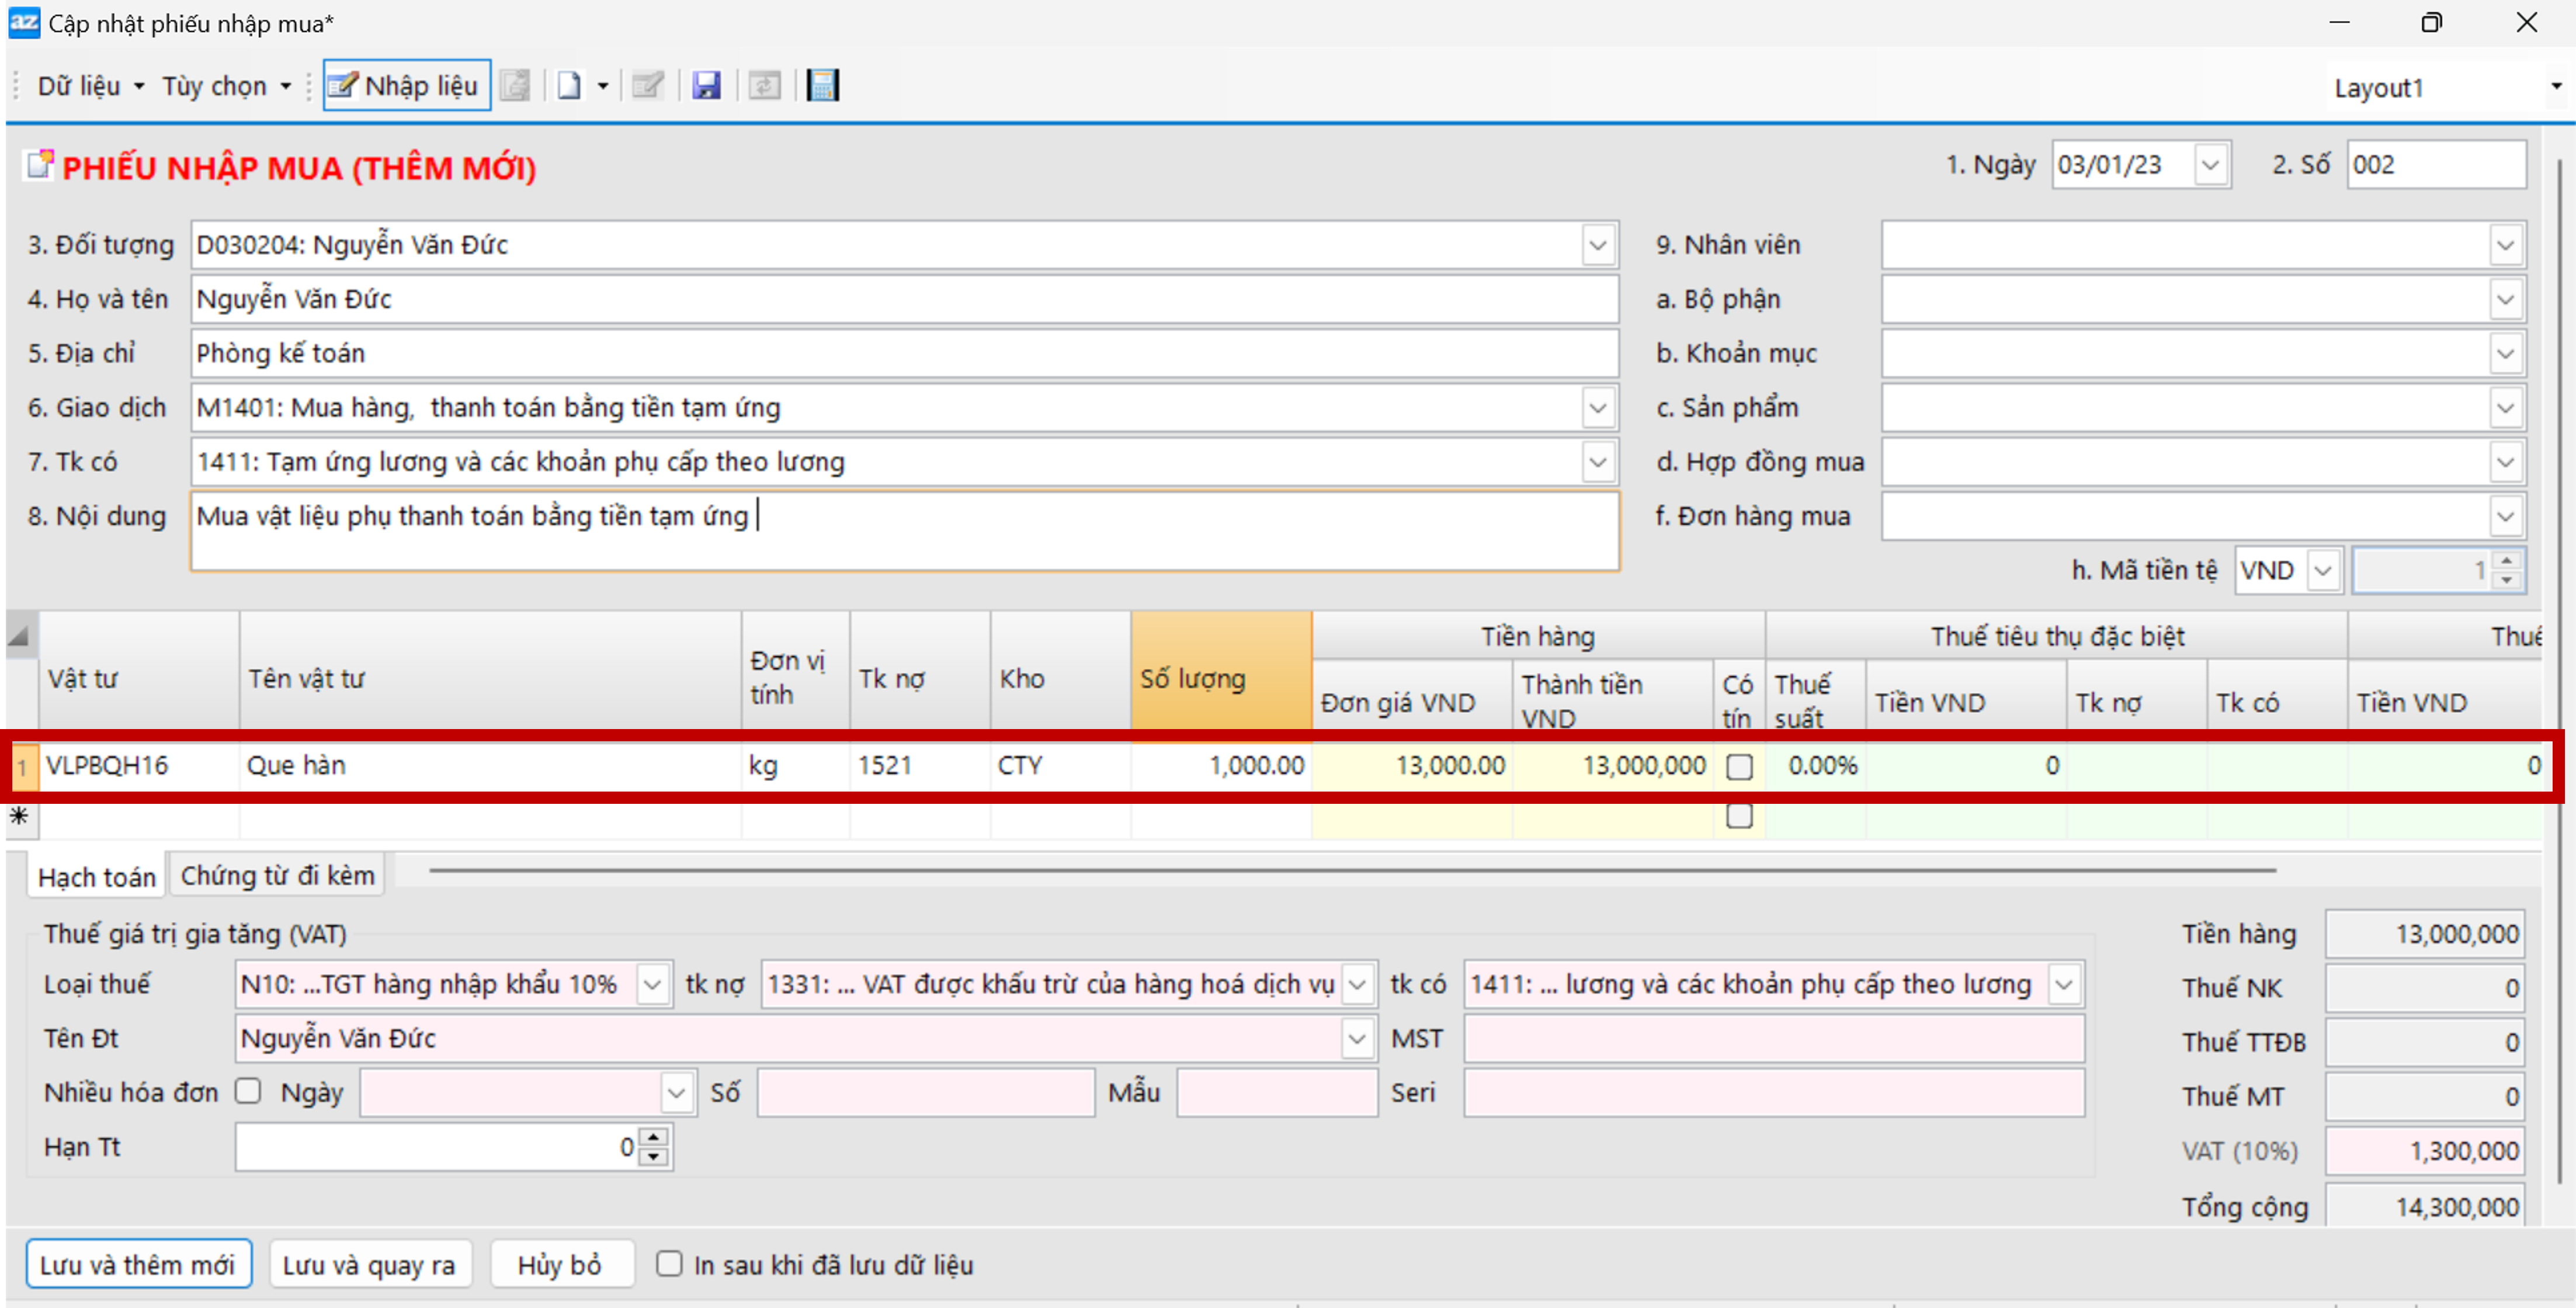 az Cập nhật phiếu nhập mua*
Dữ liệu Tùy chọn Nhập liệu Layout1
PHIẾU NHẬP MUA (THÊM MỚI) 1. Ngày 03/01/23 2. Số 002
3. Đối tượng D030204: Nguyễn Văn Đức 9. Nhân viên
4. Họ và tên Nguyễn Văn Đức a. Bộ phận
5. Địa chỉ Phòng kế toán b. Khoản mục
6. Giao dịch M1401: Mua hàng, thanh toán bằng tiền tạm ứng c. Sản phẩm
7. Tk có 1411: Tạm ứng lương và các khoản phụ cấp theo lương d. Hợp đồng mua
8. Nội dung Mua vật liệu phụ thanh toán bằng tiền tạm ứng f. Đơn hàng mua
h. Mã tiền tệ VND 1
Tiền hàng Thuế tiêu thụ đặc biệt Thuế
Vật tư Tên vật tư Đơn vị tính Tk nợ Kho Số lượng Đơn giá VND Thành tiền VND Có tín Thuế suất Tiền VND Tk nợ Tk có Tiền VND
1 VLPBQH16 Que hàn kg 1521 CTY 1,000.00 13,000.00 13,000,000 0.00% 0 0
*
Hạch toán Chứng từ đi kèm
Thuế giá trị gia tăng (VAT) Tiền hàng 13,000,000
Loại thuế N10: ...TGT hàng nhập khẩu 10% tk nợ 1331: ... VAT được khấu trừ của hàng hoá dịch vụ tk có 1411: ... lương và các khoản phụ cấp theo lương Thuế NK 0
Tên Đt Nguyễn Văn Đức MST Thuế TTĐB 0
Nhiều hóa đơn Ngày Số Mẫu Seri Thuế MT 0
Hạn Tt 0 VAT (10%) 1,300,000
Tổng cộng 14,300,000
Lưu và thêm mới Lưu và quay ra Hủy bỏ In sau khi đã lưu dữ liệu